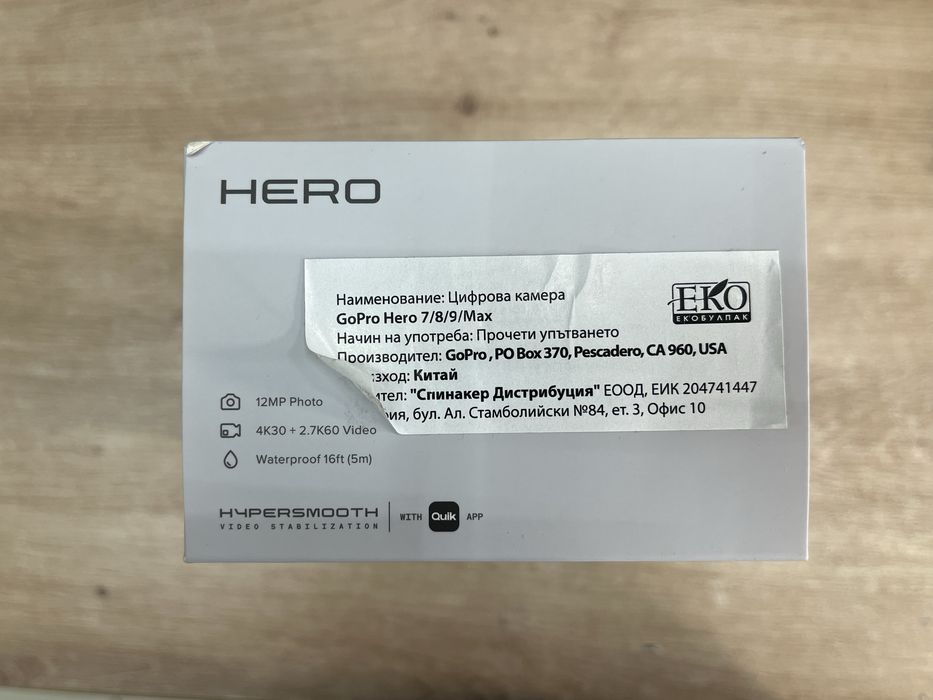 HERO
Наименование: Цифрова камера
GoPro Hero 7/8/9/Max
Начин на употреба: Прочети упътването
Производител: GoPro , PO Box 370, Pescadero, CA 960, USA
Китай
"Спинакер Дистрибуция" ЕООД, ЕИК 204741447
бул. Ал. Стамболийски №84, ет. 3, Офис 10
ЕКО
ЕКОБУЛПАК
12MP Photo
4K30 + 2.7K60 Video
Waterproof 16ft (5m)
HYPERSMOOTH
VIDEO STABILIZATION
WITH Quik APP